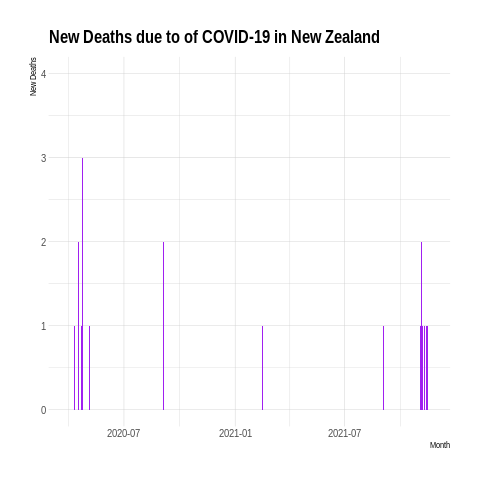 New Deaths due to of COVID-19 in New Zealand
New Deaths
4
3
2
1
0
2020-07
2021-01
2021-07
Month